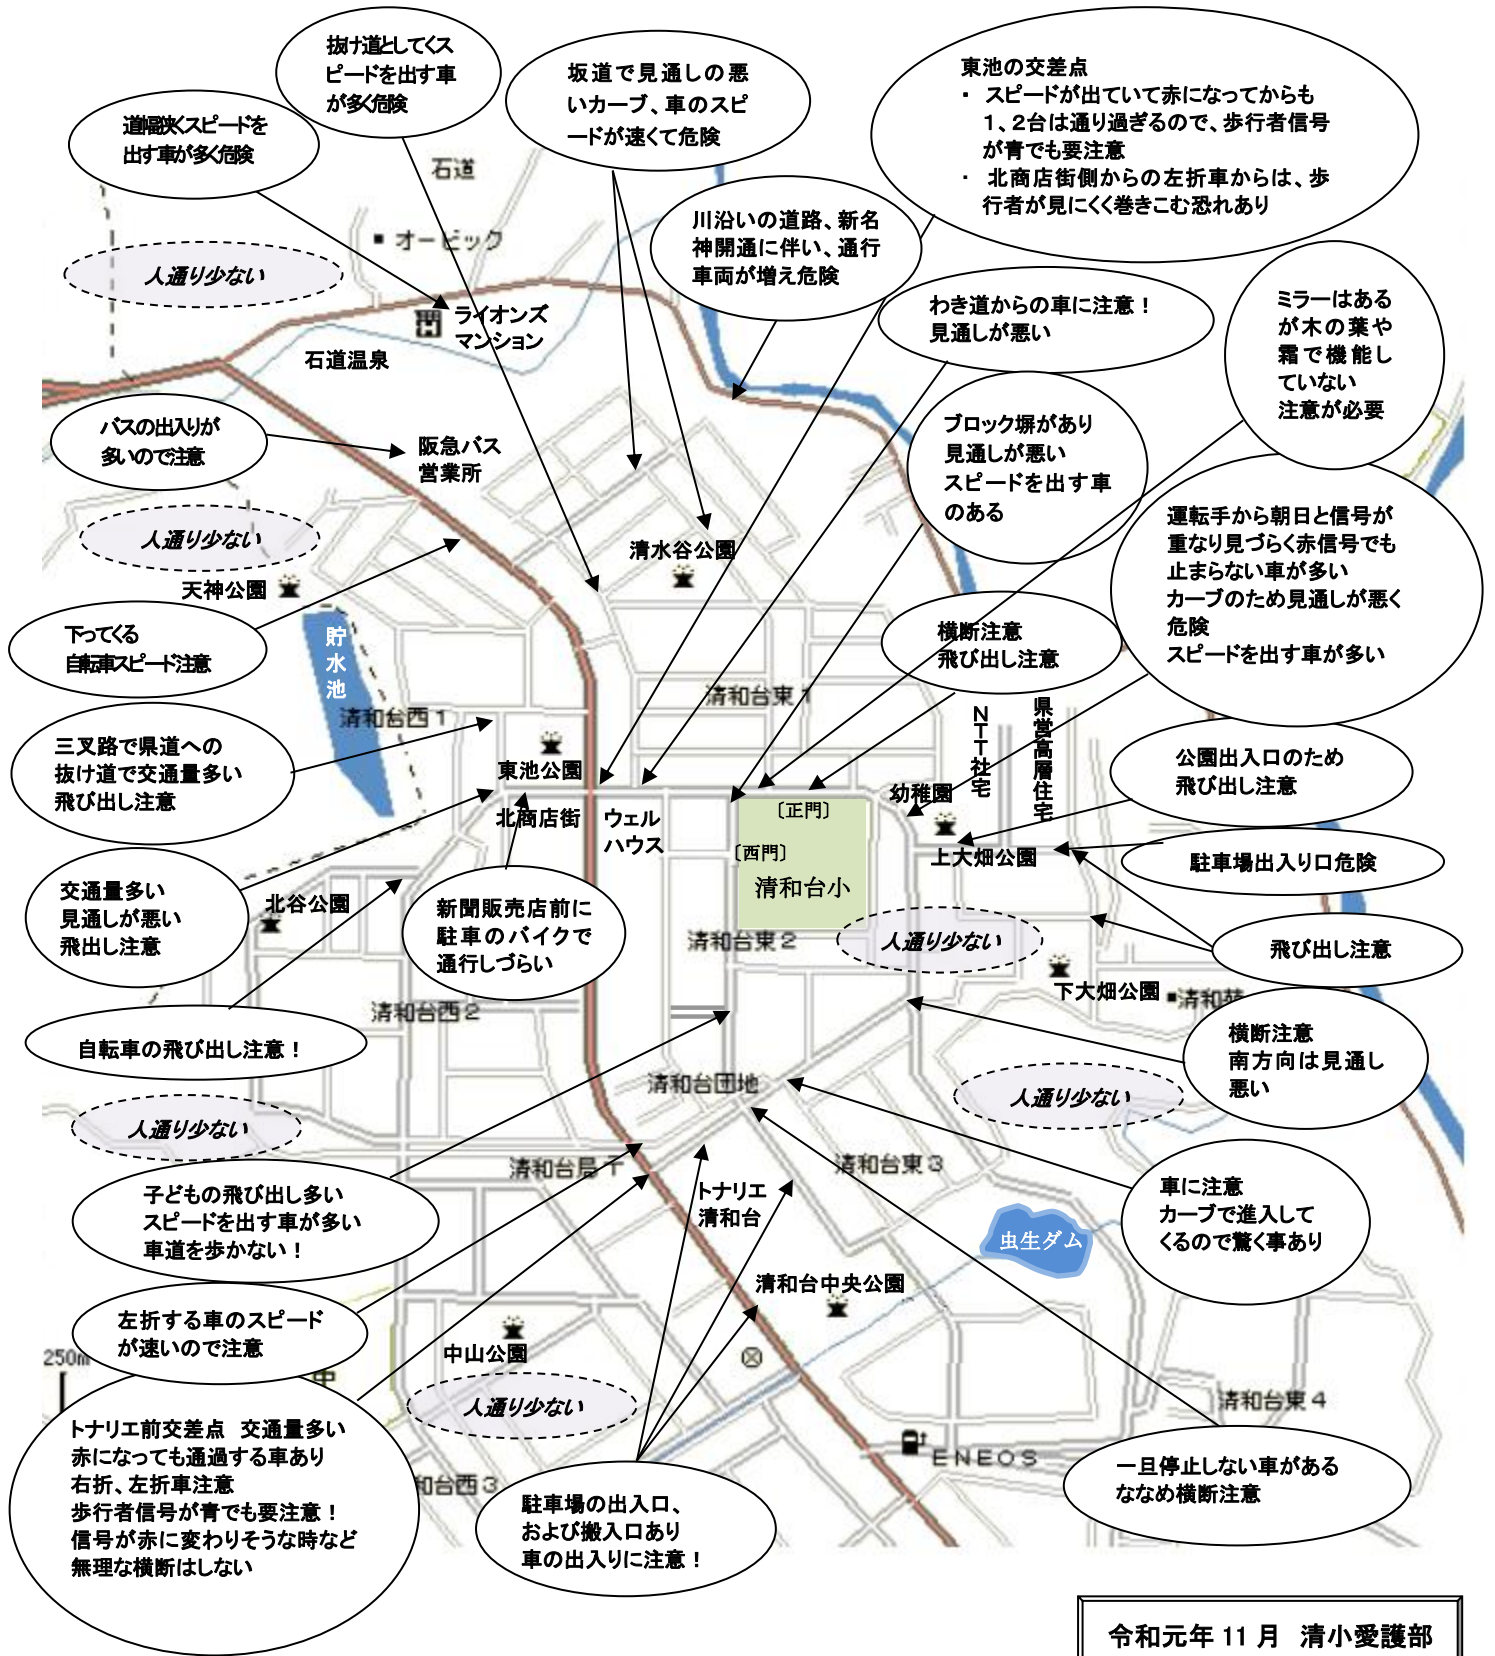 抜け道としてくス
ピードを出す車
が多く危険
坂道で見通しの悪
いカーブ、車のスピ
ードが速くて危険
東池の交差点
・ スピードが出ていて赤になってからも
1、2台は通り過ぎるので、歩行者信号
が青でも要注意
・ 北商店街側からの左折車からは、歩
行者が見にくく巻きこむ恐れあり
道幅狭くスピードを
出す車が多く危険
石道
オービック
人通り少ない
川沿いの道路、新名
神開通に伴い、通行
車両が増え危険
わき道からの車に注意！
見通しが悪い
ミラーはある
が木の葉や
霜で機能し
ていない
注意が必要
ライオンズ
マンション
石道温泉
バスの出入りが
多いので注意
阪急バス
営業所
ブロック塀があり
見通しが悪い
スピードを出す車
のある
運転手から朝日と信号が
重なり見づらく赤信号でも
止まらない車が多い
カーブのため見通しが悪く
危険
スピードを出す車が多い
人通り少ない
清水谷公園
天神公園
貯水池
下ってくる
自転車スピード注意
横断注意
飛び出し注意
清和台東1
清和台西1
NTT社宅
県営高層住宅
三叉路で県道への
抜け道で交通量多い
飛び出し注意
東池公園
公園出入口のため
飛び出し注意
北商店街
ウェル
ハウス
〔正門〕
幼稚園
〔西門〕
清和台小
上大畑公園
駐車場出入り口危険
交通量多い
見通しが悪い
飛出し注意
北谷公園
新聞販売店前に
駐車のバイクで
通行しづらい
清和台東2
人通り少ない
飛び出し注意
下大畑公園
清和苑
清和台西2
自転車の飛び出し注意！
横断注意
南方向は見通し
悪い
清和台団地
人通り少ない
人通り少ない
清和台局〒
清和台東3
子どもの飛び出し多い
スピードを出す車が多い
車道を歩かない！
トナリエ
清和台
車に注意
カーブで進入して
くるので驚く事あり
虫生ダム
清和台中央公園
左折する車のスピード
が速いので注意
中山公園
250m
中
人通り少ない
清和台東4
トナリエ前交差点 交通量多い
赤になっても通過する車あり
右折、左折車注意
歩行者信号が青でも要注意！
信号が赤に変わりそうな時など
無理な横断はしない
和台西3
ENEOS
駐車場の出入口、
および搬入口あり
車の出入りに注意！
一旦停止しない車がある
ななめ横断注意
令和元年 11 月 清小愛護部